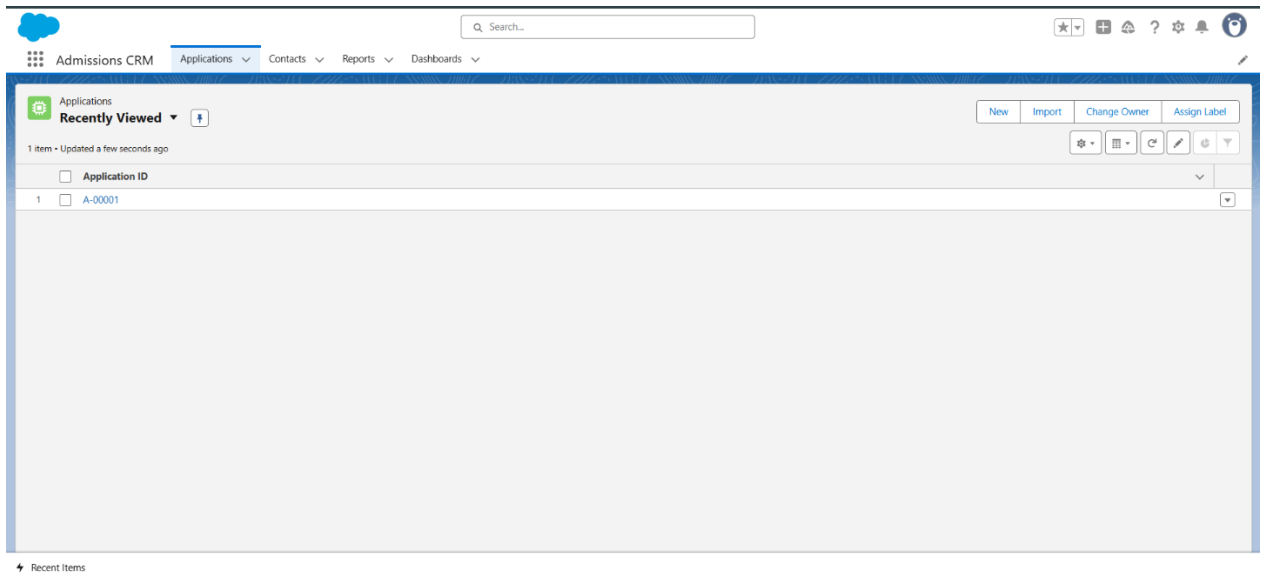 Search...
Admissions CRM Applications Contacts Reports Dashboards
Applications
Recently Viewed
New Import Change Owner Assign Label
1 item • Updated a few seconds ago
Application ID
1 A-00001
Recent Items